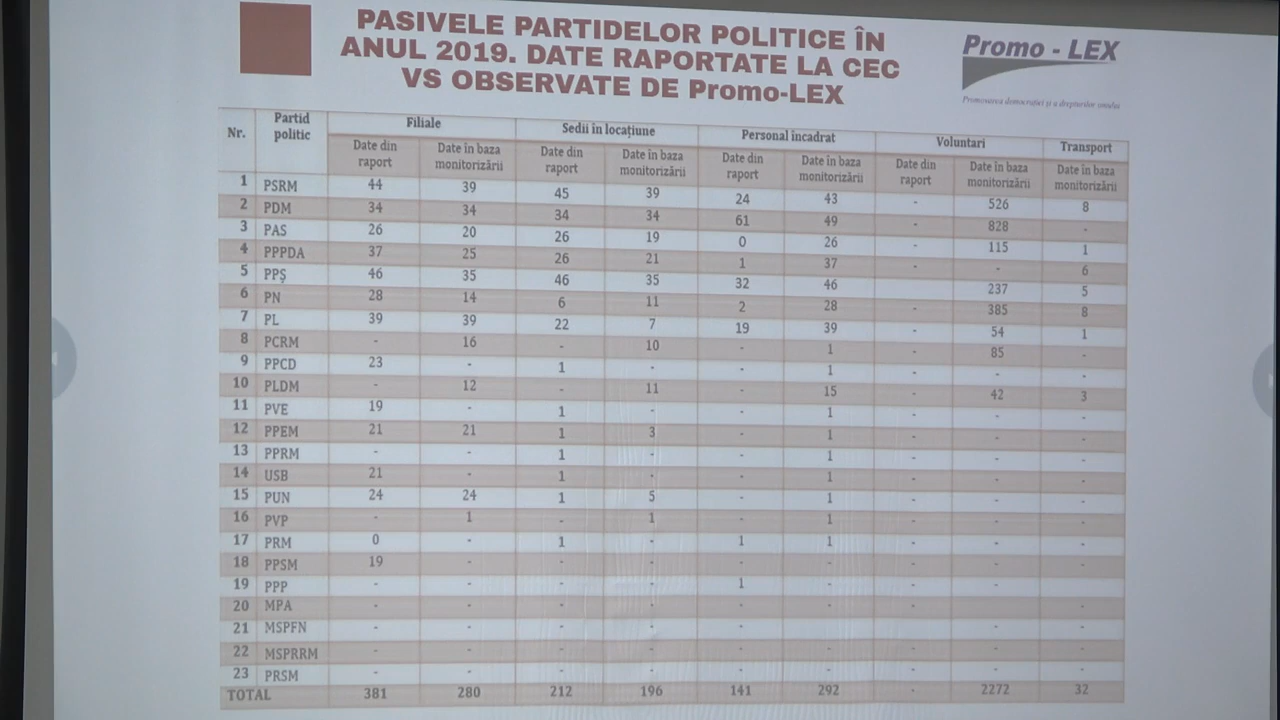 PASIVELE PARTIDELOR POLITICE ÎN
ANUL 2019. DATE RAPORTATE LA CEC
VS OBSERVATE DE Promo-LEX
Promo - LEX
Promovarea democrației și a drepturilor omului
Nr. Partid politic Filiale Sedii în locațiune Personal încadrat Voluntari Transport
Date din raport Date în baza monitorizării Date din raport Date în baza monitorizării Date din raport Date în baza monitorizării Date din raport Date în baza monitorizării Date în baza monitorizării
1 PSRM 44 39 45 39 24 43 - 526 8
2 PDM 34 34 34 34 61 49 - 828 -
3 PAS 26 20 26 19 0 26 - 115 1
4 PPPDA 37 25 26 21 1 37 - - 6
5 PPȘ 46 35 46 35 32 46 237 5
6 PN 28 14 6 11 2 28 - 385 8
7 PL 39 39 22 7 19 39 - 54 1
8 PCRM - 16 - 10 - 1 - 85 -
9 PPCD 23 - 1 - - 1 - - -
10 PLDM - 12 - 11 - 15 - 42 3
11 PVE 19 - 1 - - 1 - - -
12 PPEM 21 21 1 3 - 1 - - -
13 PPRM - - 1 - - 1 - - -
14 USB 21 - 1 - - 1 - - -
15 PUN 24 24 1 5 - 1 - - -
16 PVP - 1 - 1 - 1 - - -
17 PRM 0 - 1 - 1 1 - - -
18 PPSM 19 - - - - - - - -
19 PPP - - - - 1 - - - -
20 MPA - - - - - - - - -
21 MSPFN - - - - - - - - -
22 MSPRRM - - - - - - - - -
23 PRSM - - - - - - - - -
TOTAL 381 280 212 196 141 292 - 2272 32